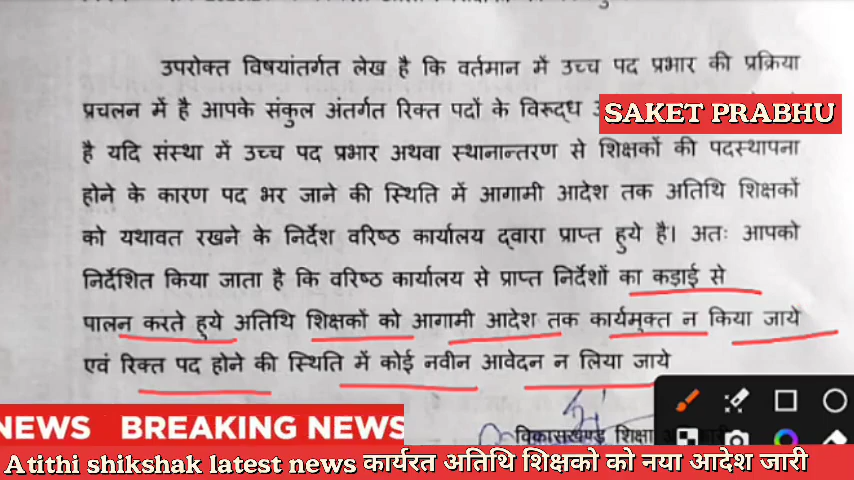 उपरोक्त विषयांतर्गत लेख है कि वर्तमान में उच्च पद प्रभार की प्रक्रिया
प्रचलन में है आपके संकुल अंतर्गत रिक्त पदों के विरूद्ध
SAKET PRABHU
है यदि संस्था में उच्च पद प्रभार अथवा स्थानान्तरण से शिक्षकों की पदस्थापना
होने के कारण पद भर जाने की स्थिति में आगामी आदेश तक अतिथि शिक्षकों
को यथावत रखने के निर्देश वरिष्ठ कार्यालय द्वारा प्राप्त हुये है। अतः आपको
निर्देशित किया जाता है कि वरिष्ठ कार्यालय से प्राप्त निर्देशों का कड़ाई से
पालन करते हुये अतिथि शिक्षकों को आगामी आदेश तक कार्यमुक्त न किया जाये
एवं रिक्त पद होने की स्थिति में कोई नवीन आवेदन न लिया जाये
विकासखण्ड शिक्षा
NEWS BREAKING NEWS
Atithi shikshak latest news कार्यरत अतिथि शिक्षको को नया आदेश जारी